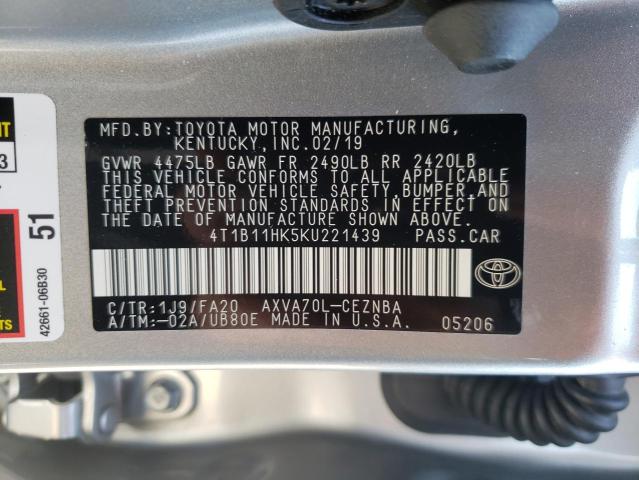 MFD.BY:TOYOTA MOTOR MANUFACTURING,
KENTUCKY,INC.02/19
GVWR 4475LB GAWR FR 2490LB RR 2420LB
THIS VEHICLE CONFORMS TO ALL APPLICABLE
FEDERAL MOTOR VEHICLE SAFETY,BUMPER,AND
THEFT PREVENTION STANDARDS IN EFFECT ON
THE DATE OF MANUFACTURE SHOWN ABOVE.
4T1B11HK5KU221439 PASS.CAR
C/TR:1J9/FA20 AXVA70L-CEZNBA
A/TM:-02A/UB80E MADE IN U.S.A. 05206
51
42661-06B30